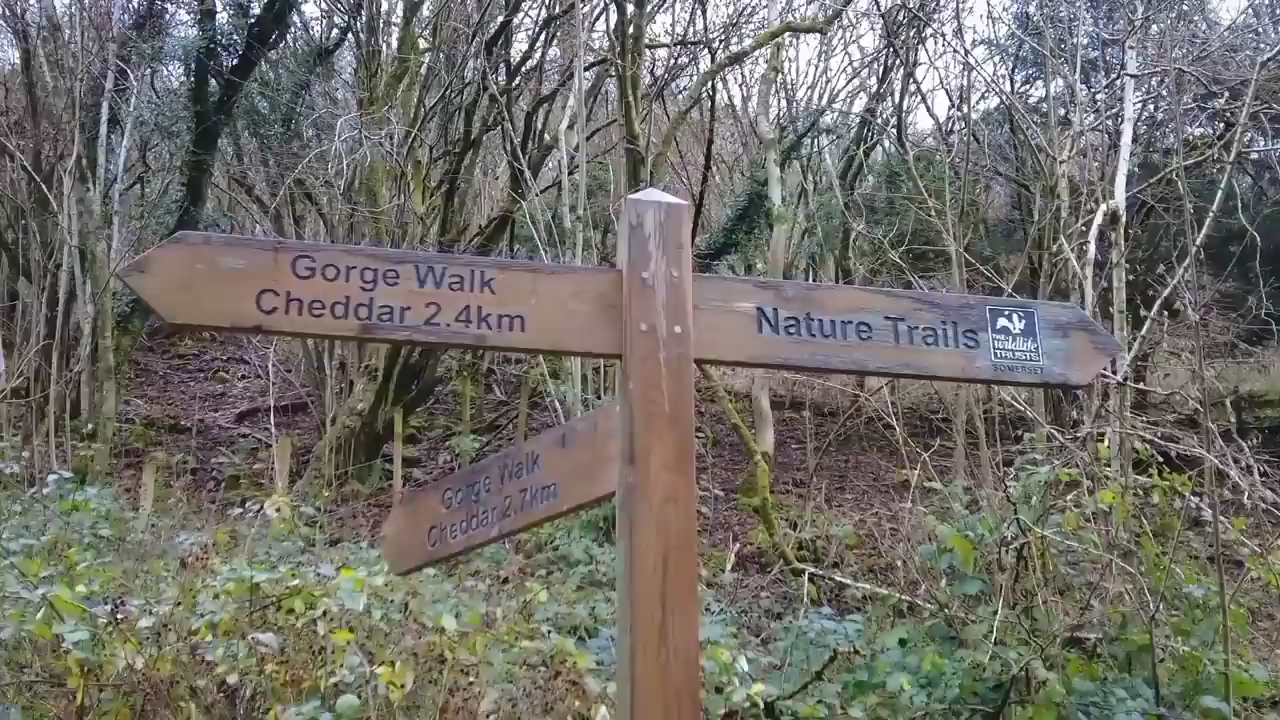 Gorge Walk
Cheddar 2.4km
Nature Trails
THE
wildlife
TRUSTS
SOMERSET
Gorge Walk
Cheddar 2.7km